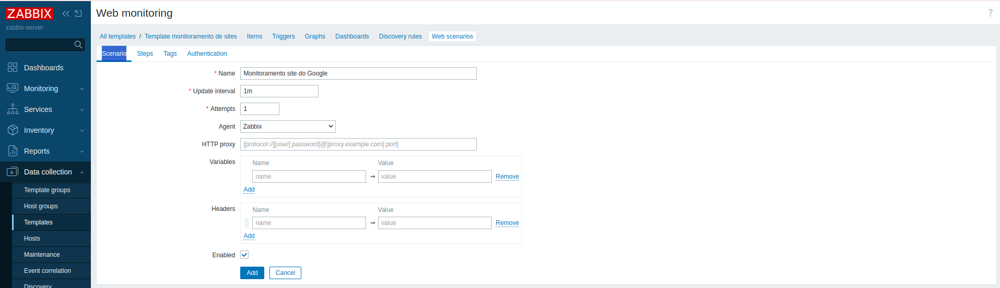 ZABBIX
zabbix-server
Dashboards
Monitoring
Services
Inventory
Reports
Data collection
Template groups
Host groups
Templates
Hosts
Maintenance
Event correlation
Discovery
Web monitoring
?
All templates / Template monitoramento de sites Items Triggers Graphs Dashboards Discovery rules Web scenarios
Scenario Steps Tags Authentication
* Name Monitoramento site do Google
* Update interval 1m
* Attempts 1
Agent Zabbix
HTTP proxy [protocol://][user[:password]@]proxy.example.com[:port]
Variables Name Value
name ⇒ value Remove
Add
Headers Name Value
name ⇒ value Remove
Add
Enabled
Add Cancel